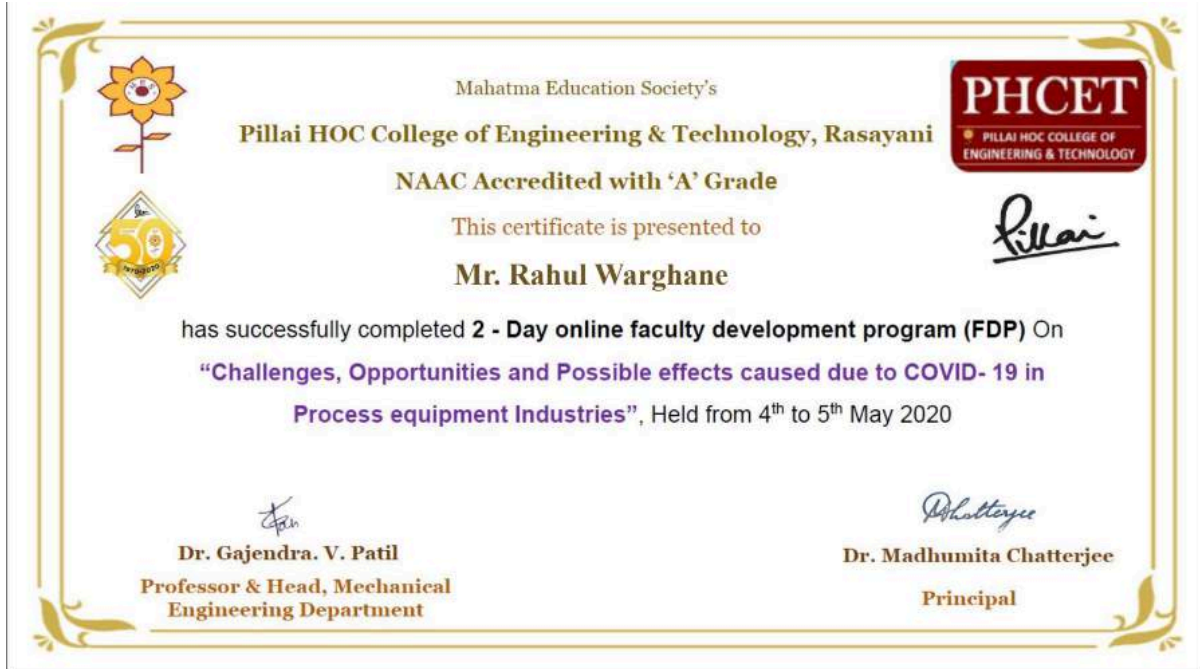 Mahatma Education Society's
Pillai HOC College of Engineering & Technology, Rasayani
NAAC Accredited with ‘A’ Grade
This certificate is presented to
Mr. Rahul Warghane
has successfully completed 2 - Day online faculty development program (FDP) On
“Challenges, Opportunities and Possible effects caused due to COVID- 19 in
Process equipment Industries”, Held from 4th to 5th May 2020
PHCET
PILLAI HOC COLLEGE OF
ENGINEERING & TECHNOLOGY
Pillai
50
1970-2020
Dr. Gajendra. V. Patil
Professor & Head, Mechanical
Engineering Department
Chatterjee
Dr. Madhumita Chatterjee
Principal